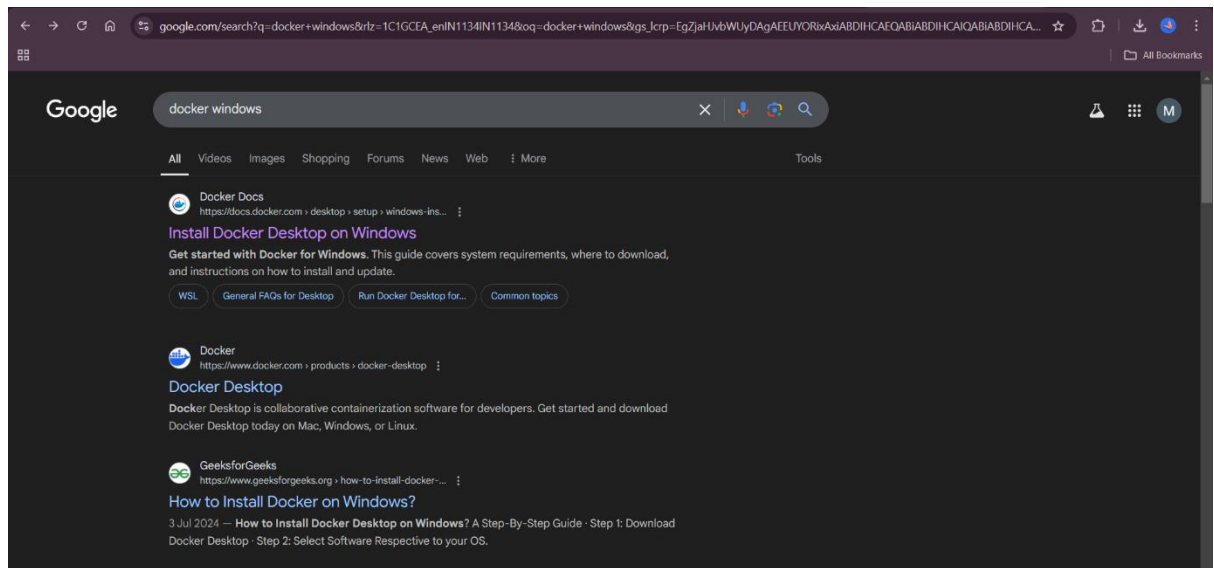 google.com/search?q=docker+windows&rlz=1C1GCEA_enIN1134IN1134&oq=docker+windows&gs_lcrp=EgZjaHJvbWUyDAgAEEUYORixAxiABDIHCAEQABiABDIHCAIQABiABDIHCA...
All Bookmarks
Google
docker windows
M
All Videos Images Shopping Forums News Web More Tools
Docker Docs
https://docs.docker.com › desktop › setup › windows-ins...
Install Docker Desktop on Windows
Get started with Docker for Windows. This guide covers system requirements, where to download,
and instructions on how to install and update.
WSL General FAQs for Desktop Run Docker Desktop for... Common topics
Docker
https://www.docker.com › products › docker-desktop
Docker Desktop
Docker Desktop is collaborative containerization software for developers. Get started and download
Docker Desktop today on Mac, Windows, or Linux.
GeeksforGeeks
https://www.geeksforgeeks.org › how-to-install-docker-...
How to Install Docker on Windows?
3 Jul 2024 — How to Install Docker Desktop on Windows? A Step-By-Step Guide · Step 1: Download
Docker Desktop · Step 2: Select Software Respective to your OS.